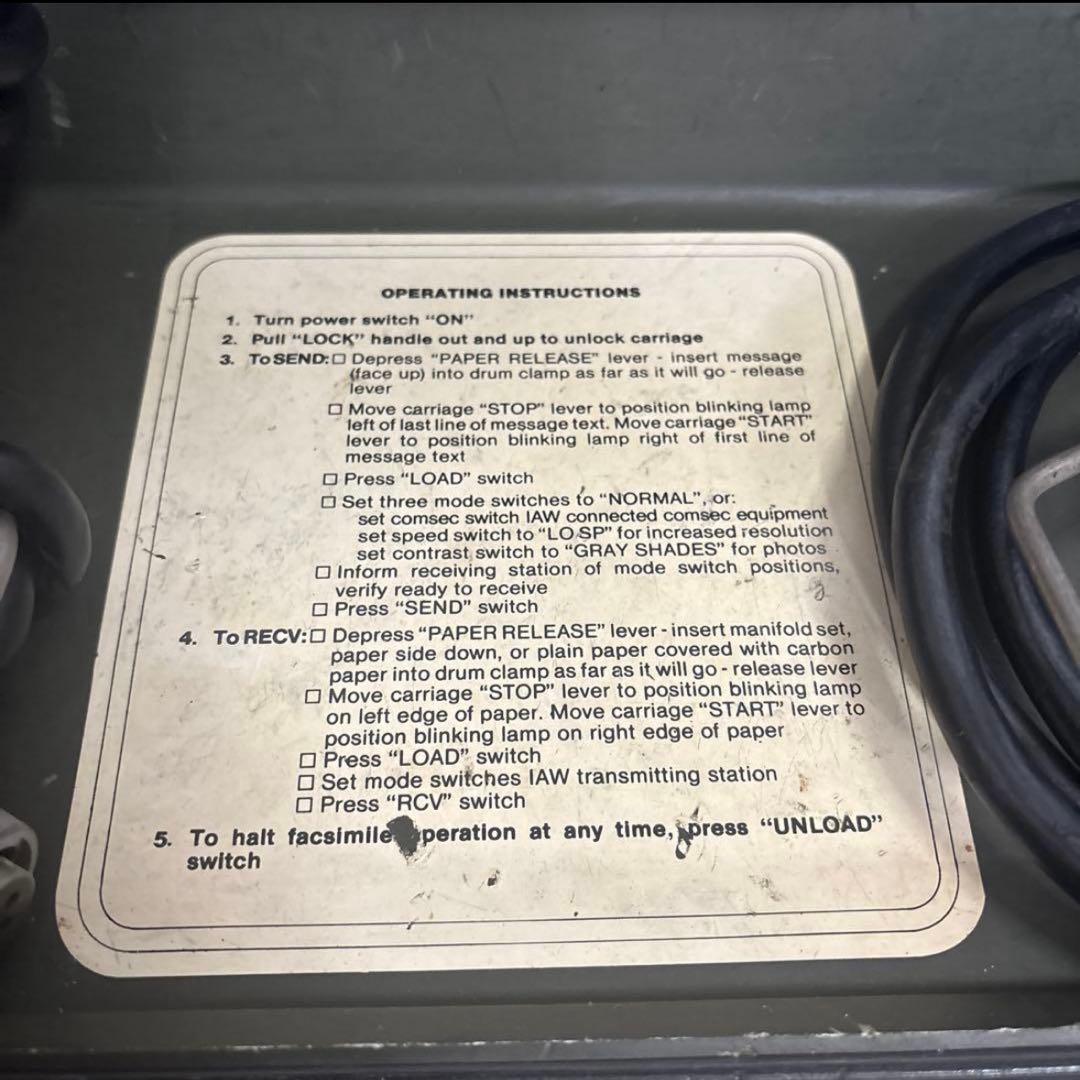 OPERATING INSTRUCTIONS
1. Turn power switch "ON"
2. Pull "LOCK" handle out and up to unlock carriage
3. To SEND: ☐ Depress "PAPER RELEASE" lever - insert message
(face up) into drum clamp as far as it will go - release
lever
☐ Move carriage "STOP" lever to position blinking lamp
left of last line of message text. Move carriage "START"
lever to position blinking lamp right of first line of
message text
☐ Press "LOAD" switch
☐ Set three mode switches to "NORMAL", or:
set comsec switch IAW connected comsec equipment
set speed switch to "LO SP" for increased resolution
set contrast switch to "GRAY SHADES" for photos
☐ Inform receiving station of mode switch positions,
verify ready to receive
☐ Press "SEND" switch
4. To RECV: ☐ Depress "PAPER RELEASE" lever - insert manifold set,
paper side down, or plain paper covered with carbon
paper into drum clamp as far as it will go - release lever
☐ Move carriage "STOP" lever to position blinking lamp
on left edge of paper. Move carriage "START" lever to
position blinking lamp on right edge of paper
☐ Press "LOAD" switch
☐ Set mode switches IAW transmitting station
☐ Press "RCV" switch
5. To halt facsimile peration at any time, press "UNLOAD"
switch